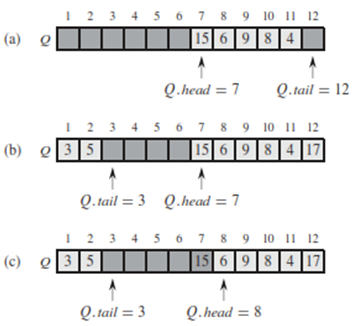 1 2 3 4 5 6 7 8 9 10 11 12
(a) Q 15 6 9 8 4
Q.head = 7 Q.tail = 12
1 2 3 4 5 6 7 8 9 10 11 12
(b) Q 3 5 15 6 9 8 4 17
Q.tail = 3 Q.head = 7
1 2 3 4 5 6 7 8 9 10 11 12
(c) Q 3 5 15 6 9 8 4 17
Q.tail = 3 Q.head = 8